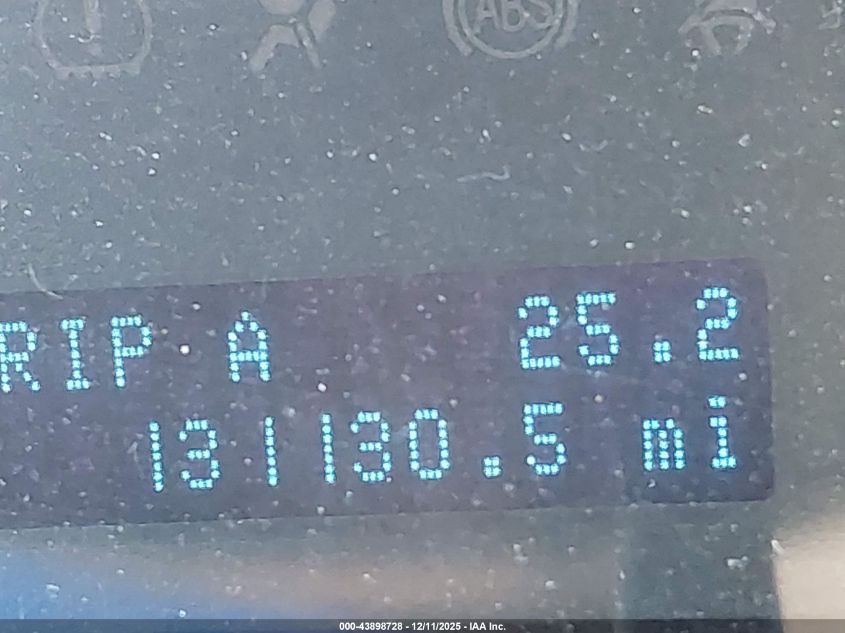 ABS
RIP A 25.2
131130.5 mi
000-43898728 - 12/11/2025 - IAA Inc.